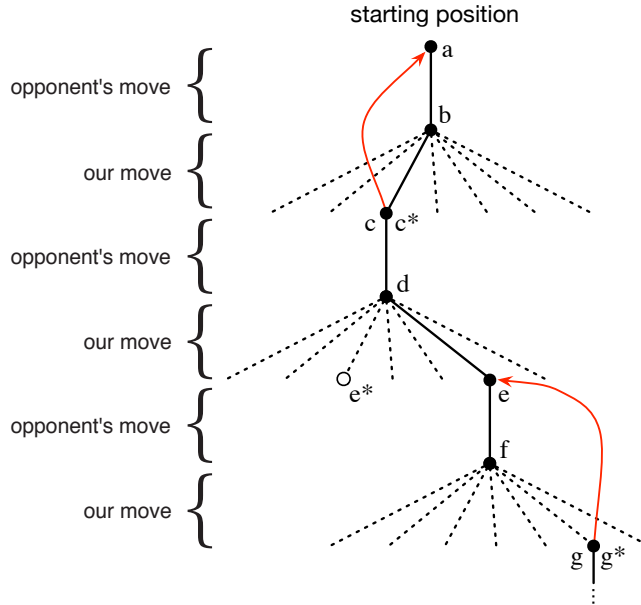 starting position
a
opponent's move
b
our move
c c*
opponent's move
d
our move
e*
e
opponent's move
f
our move
g g*